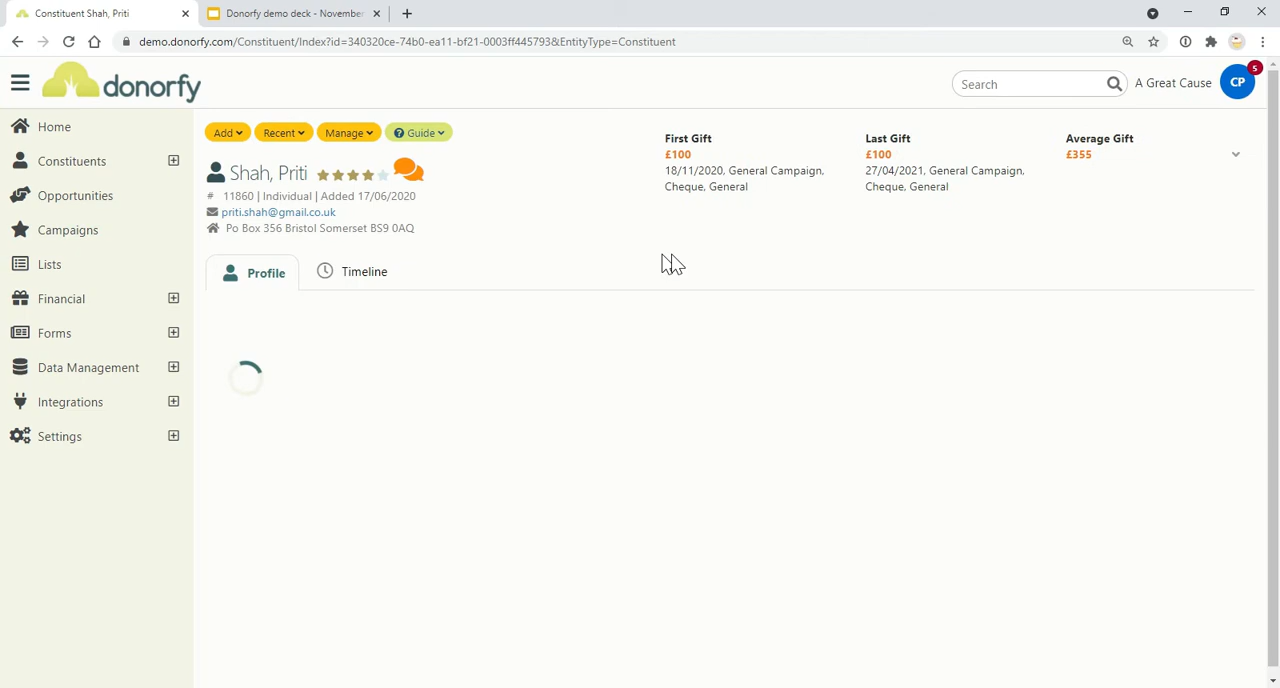 Constituent Shah, Priti
Donorfy demo deck - November
demo.donorfy.com/Constituent/Index?id=340320ce-74b0-ea11-bf21-0003ff445793&EntityType=Constituent
donorfy
Search
A Great Cause
CP
5
Home
Constituents
Opportunities
Campaigns
Lists
Financial
Forms
Data Management
Integrations
Settings
Add
Recent
Manage
Guide
Shah, Priti
# 11860 | Individual | Added 17/06/2020
priti.shah@gmail.co.uk
Po Box 356 Bristol Somerset BS9 0AQ
First Gift
£100
18/11/2020, General Campaign,
Cheque, General
Last Gift
£100
27/04/2021, General Campaign,
Cheque, General
Average Gift
£355
Profile
Timeline